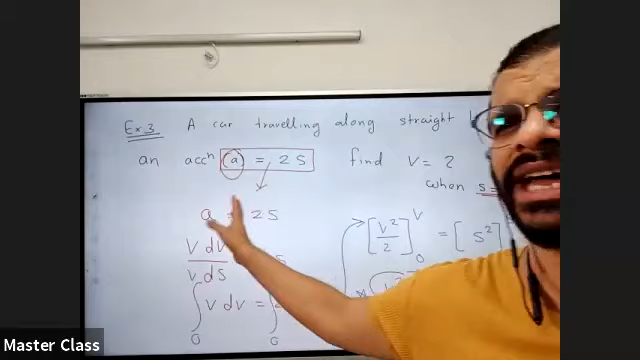 Ex.3 A car travelling along straight
an accⁿ (a) = 2s find v = ?
when s =
a = 2s
v dv
v ds
[v²/2]₀ⱽ = [s²]
∫₀ v dv = ∫₀
Master Class